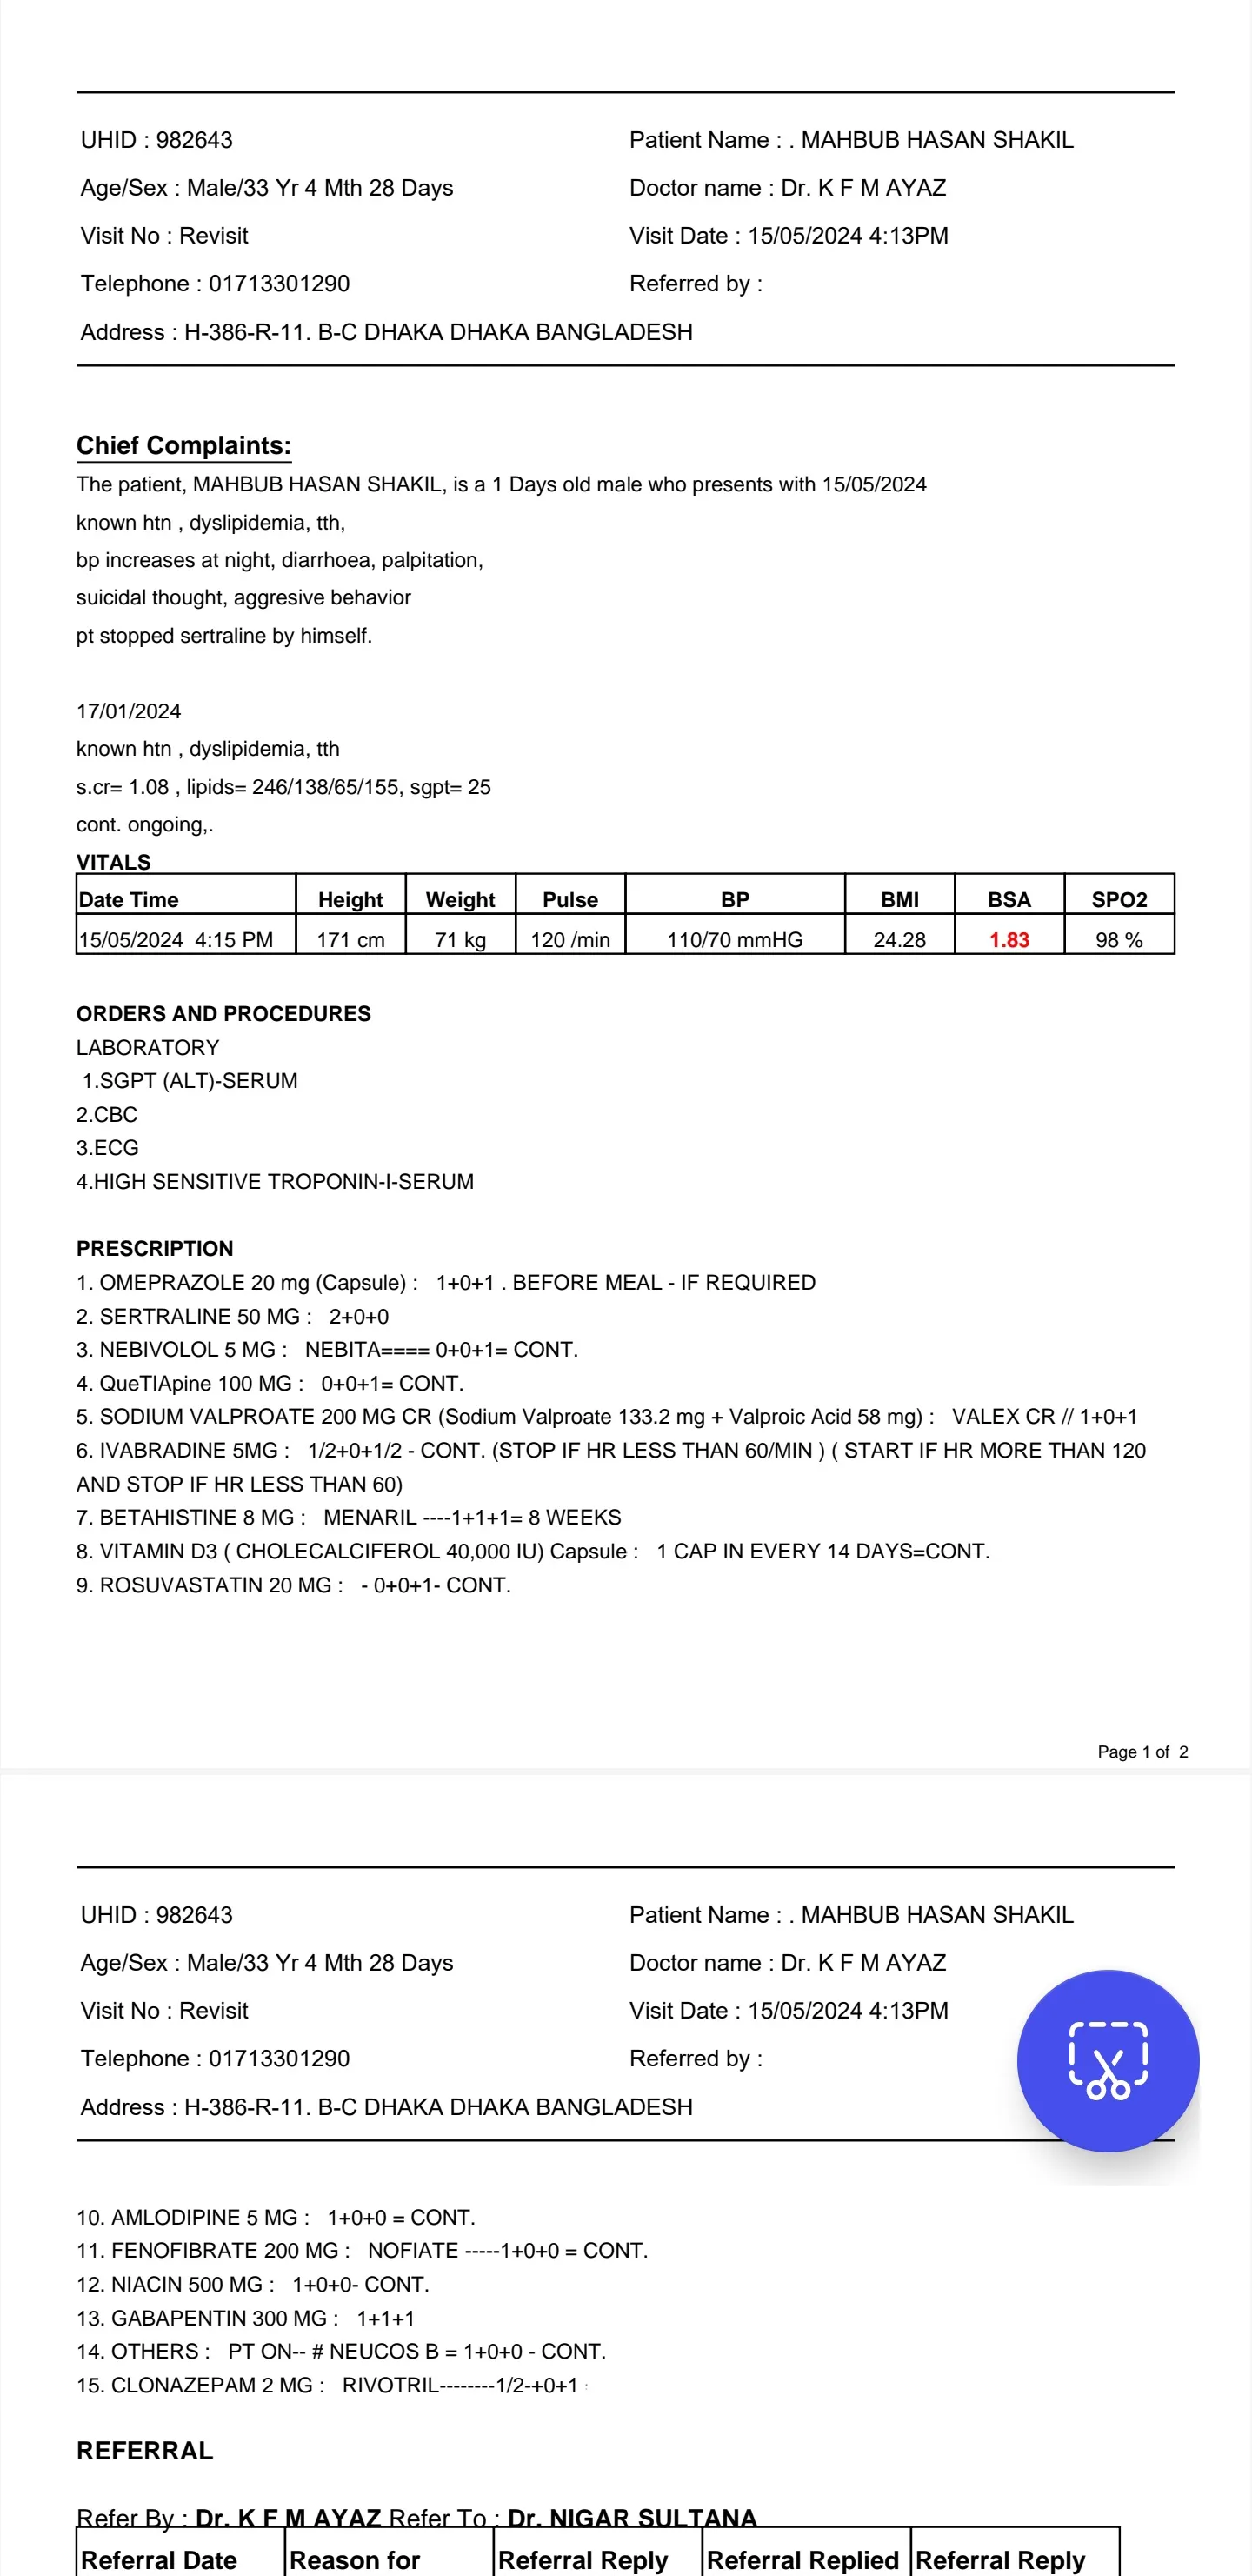 UHID : 982643 Patient Name : . MAHBUB HASAN SHAKIL
Age/Sex : Male/33 Yr 4 Mth 28 Days Doctor name : Dr. K F M AYAZ
Visit No : Revisit Visit Date : 15/05/2024 4:13PM
Telephone : 01713301290 Referred by :
Address : H-386-R-11. B-C DHAKA DHAKA BANGLADESH
Chief Complaints:
The patient, MAHBUB HASAN SHAKIL, is a 1 Days old male who presents with 15/05/2024
known htn , dyslipidemia, tth,
bp increases at night, diarrhoea, palpitation,
suicidal thought, aggresive behavior
pt stopped sertraline by himself.
17/01/2024
known htn , dyslipidemia, tth
s.cr= 1.08 , lipids= 246/138/65/155, sgpt= 25
cont. ongoing,.
VITALS
Date Time Height Weight Pulse BP BMI BSA SPO2
15/05/2024 4:15 PM 171 cm 71 kg 120 /min 110/70 mmHG 24.28 1.83 98 %
ORDERS AND PROCEDURES
LABORATORY
1.SGPT (ALT)-SERUM
2.CBC
3.ECG
4.HIGH SENSITIVE TROPONIN-I-SERUM
PRESCRIPTION
1. OMEPRAZOLE 20 mg (Capsule) : 1+0+1 . BEFORE MEAL - IF REQUIRED
2. SERTRALINE 50 MG : 2+0+0
3. NEBIVOLOL 5 MG : NEBITA==== 0+0+1= CONT.
4. QueTIApine 100 MG : 0+0+1= CONT.
5. SODIUM VALPROATE 200 MG CR (Sodium Valproate 133.2 mg + Valproic Acid 58 mg) : VALEX CR // 1+0+1
6. IVABRADINE 5MG : 1/2+0+1/2 - CONT. (STOP IF HR LESS THAN 60/MIN ) ( START IF HR MORE THAN 120
AND STOP IF HR LESS THAN 60)
7. BETAHISTINE 8 MG : MENARIL ----1+1+1= 8 WEEKS
8. VITAMIN D3 ( CHOLECALCIFEROL 40,000 IU) Capsule : 1 CAP IN EVERY 14 DAYS=CONT.
9. ROSUVASTATIN 20 MG : - 0+0+1- CONT.
Page 1 of 2
UHID : 982643 Patient Name : . MAHBUB HASAN SHAKIL
Age/Sex : Male/33 Yr 4 Mth 28 Days Doctor name : Dr. K F M AYAZ
Visit No : Revisit Visit Date : 15/05/2024 4:13PM
Telephone : 01713301290 Referred by :
Address : H-386-R-11. B-C DHAKA DHAKA BANGLADESH
10. AMLODIPINE 5 MG : 1+0+0 = CONT.
11. FENOFIBRATE 200 MG : NOFIATE -----1+0+0 = CONT.
12. NIACIN 500 MG : 1+0+0- CONT.
13. GABAPENTIN 300 MG : 1+1+1
14. OTHERS : PT ON-- # NEUCOS B = 1+0+0 - CONT.
15. CLONAZEPAM 2 MG : RIVOTRIL--------1/2-+0+1
REFERRAL
Refer By : Dr. K F M AYAZ Refer To : Dr. NIGAR SULTANA
Referral Date Reason for Referral Reply Referral Replied Referral Reply